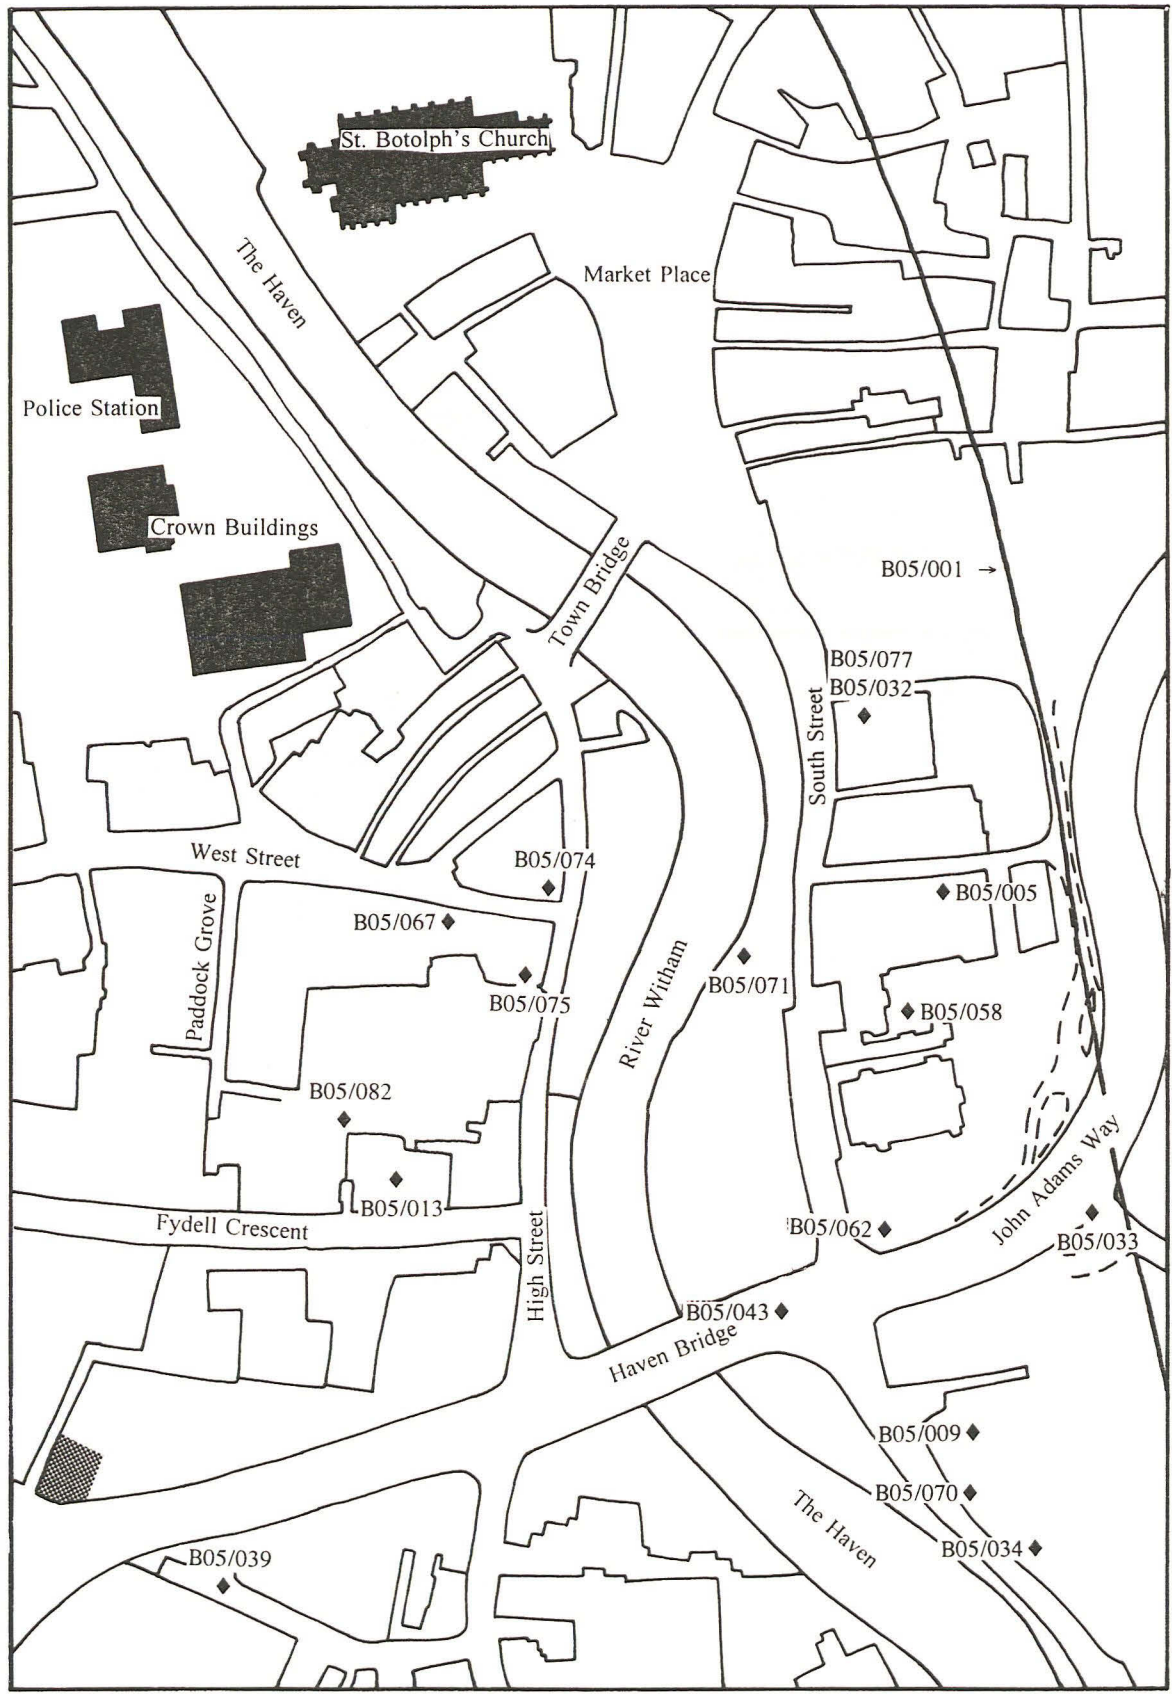 St. Botolph's Church
The Haven
Market Place
Police Station
Crown Buildings
Town Bridge
B05/001 →
B05/077
B05/032
South Street
West Street
B05/074
B05/005
B05/067
Paddock Grove
B05/075
River Witham
B05/071
B05/058
B05/082
B05/013
Fydell Crescent
High Street
B05/062
John Adams Way
B05/033
B05/043
Haven Bridge
B05/009
B05/070
The Haven
B05/034
B05/039